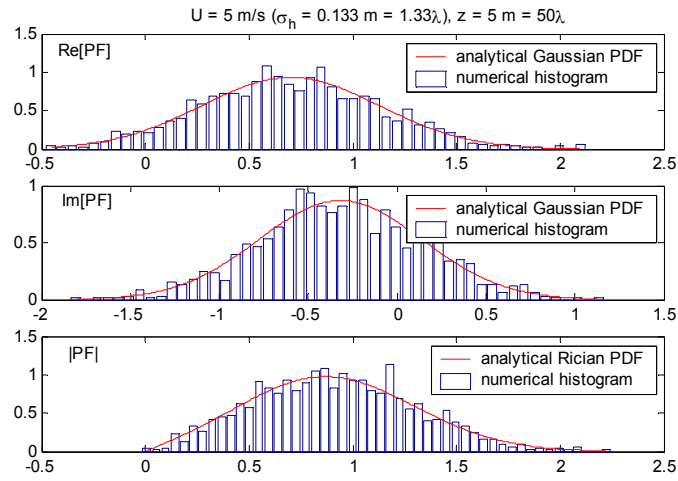 U = 5 m/s (σh = 0.133 m = 1.33λ), z = 5 m = 50λ
Re[PF]
analytical Gaussian PDF
numerical histogram
1.5
1
0.5
0
-0.5 0 0.5 1 1.5 2 2.5
Im[PF]
analytical Gaussian PDF
numerical histogram
1
0.5
0
-2 -1.5 -1 -0.5 0 0.5 1 1.5
|PF|
analytical Rician PDF
numerical histogram
1.5
1
0.5
0
-0.5 0 0.5 1 1.5 2 2.5